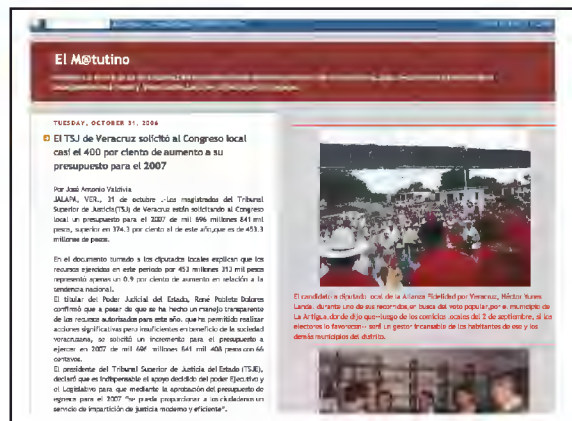 El M@tutino
TUESDAY, OCTOBER 31, 2006
El TSJ de Veracruz solicitó al Congreso local
casi el 400 por ciento de aumento a su
presupuesto para el 2007
Por José Antonio Valdivia
JALAPA, VER., 31 de octubre .-Los magistrados del Tribunal
Superior de Justicia(TSJ) de Veracruz están solicitando al Congreso
local un presupuesto para el 2007 de mil 696 millones 841 mil
pesos, superior en 374.3 por ciento al de este año,que es de 453.3
millones de pesos.
En el documento turnado a los diputados locales explican que los
recursos ejercidos en este periodo por 453 millones 313 mil pesos
representó apenas un 0.9 por ciento de aumento en relación a la
tendencia nacional.
El titular del Poder Judicial del Estado, René Poblete Dolores
confirmó que a pesar de que se ha hecho un manejo transparente
de los recursos autorizados para este año, que ha permitido realizar
acciones significativas pero insuficientes en beneficio de la sociedad
veracruzana, se solicitó un incremento para el presupuesto a
ejercer en 2007 de mil 696 millones 841 mil 408 pesos con 66
centavos.
El presidente del Tribunal Superior de Justicia del Estado (TSJE),
declaró que es indispensable el apoyo decidido del poder Ejecutivo y
el Legislativo para que mediante la aprobación del presupuesto de
egresos para el 2007 "se pueda proporcionar a los ciudadanos un
servicio de impartición de justicia moderno y eficiente".
El candidato a diputado local de la Alianza Fidelidad por Veracruz, Héctor Yunes
Landa, durante uno de sus recorridos, en busca del voto popular,por el municipio de
La Antigua,donde dijo que--luego de los comicios locales del 2 de septiembre, si los
electores lo favorecen-- será un gestor incansable de los habitantes de ese y los
demás municipios del distrito.